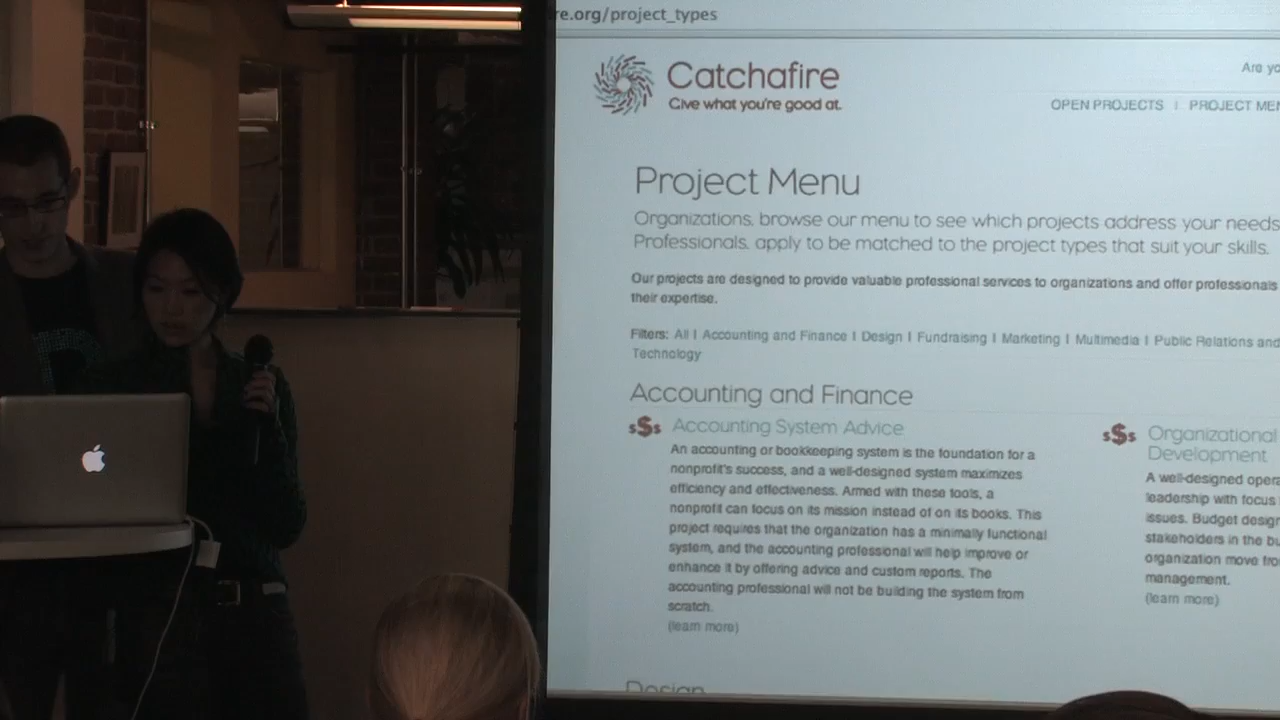 re.org/project_types
Catchafire
Give what you're good at.
Are yo
OPEN PROJECTS | PROJECT MEN
Project Menu
Organizations, browse our menu to see which projects address your needs
Professionals, apply to be matched to the project types that suit your skills.
Our projects are designed to provide valuable professional services to organizations and offer professionals
their expertise.
Filters: All | Accounting and Finance | Design | Fundraising | Marketing | Multimedia | Public Relations and
Technology
Accounting and Finance
$$$ Accounting System Advice
An accounting or bookkeeping system is the foundation for a
nonprofit's success, and a well-designed system maximizes
efficiency and effectiveness. Armed with these tools, a
nonprofit can focus on its mission instead of on its books. This
project requires that the organization has a minimally functional
system, and the accounting professional will help improve or
enhance it by offering advice and custom reports. The
accounting professional will not be building the system from
scratch.
(learn more)
$$$ Organizational
Development
A well-designed opera
leadership with focus
issues. Budget design
stakeholders in the bu
organization move fro
management.
(learn more)
Design